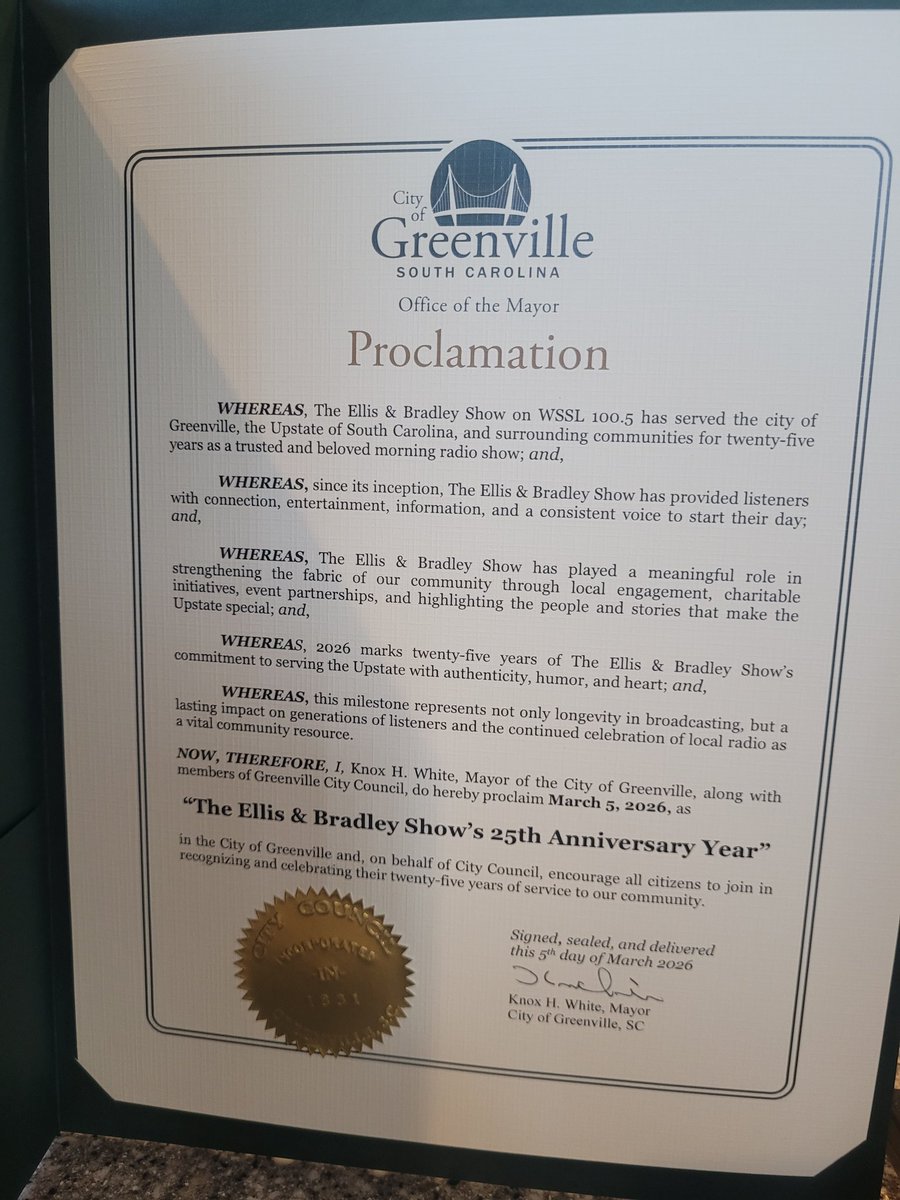 City
of
Greenville
SOUTH CAROLINA
Office of the Mayor
Proclamation
WHEREAS, The Ellis & Bradley Show on WSSL 100.5 has served the city of
Greenville, the Upstate of South Carolina, and surrounding communities for twenty-five
years as a trusted and beloved morning radio show; and,
WHEREAS, since its inception, The Ellis & Bradley Show has provided listeners
with connection, entertainment, information, and a consistent voice to start their day;
and,
WHEREAS, The Ellis & Bradley Show has played a meaningful role in
strengthening the fabric of our community through local engagement, charitable
initiatives, event partnerships, and highlighting the people and stories that make the
Upstate special; and,
WHEREAS, 2026 marks twenty-five years of The Ellis & Bradley Show's
commitment to serving the Upstate with authenticity, humor, and heart; and,
WHEREAS, this milestone represents not only longevity in broadcasting, but a
lasting impact on generations of listeners and the continued celebration of local radio as
a vital community resource.
NOW, THEREFORE, I, Knox H. White, Mayor of the City of Greenville, along with
members of Greenville City Council, do hereby proclaim March 5, 2026, as
“The Ellis & Bradley Show's 25th Anniversary Year”
in the City of Greenville and, on behalf of City Council, encourage all citizens to join in
recognizing and celebrating their twenty-five years of service to our community.
CITY COUNCIL
INCORPORATED
-IN-
1831
Signed, sealed, and delivered
this 5th day of March 2026
Knox H. White, Mayor
City of Greenville, SC